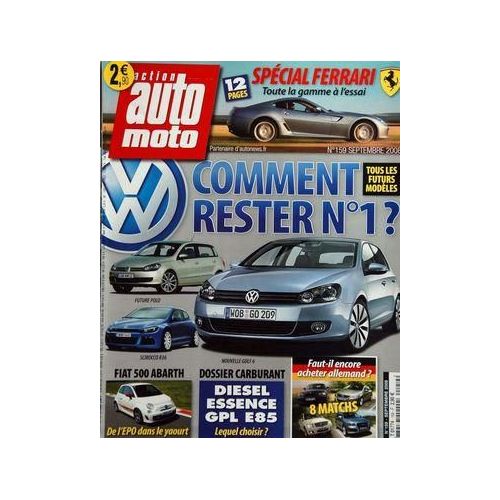 2,€
90
action
auto
moto
12
PAGES
SPÉCIAL FERRARI
Toute la gamme à l'essai
N°159 SEPTEMBRE 2008
Partenaire d'autonews.fr
COMMENT
RESTER N°1 ?
TOUS LES
FUTURS
MODÈLES
FUTURE POLO
WOB GO 209
SCIROCCO R36
NOUVELLE GOLF 6
FIAT 500 ABARTH
De l'EPO dans le yaourt
DOSSIER CARBURANT
DIESEL
ESSENCE
GPL E85
Lequel choisir ?
Faut-il encore
acheter allemand ?
8 MATCHS